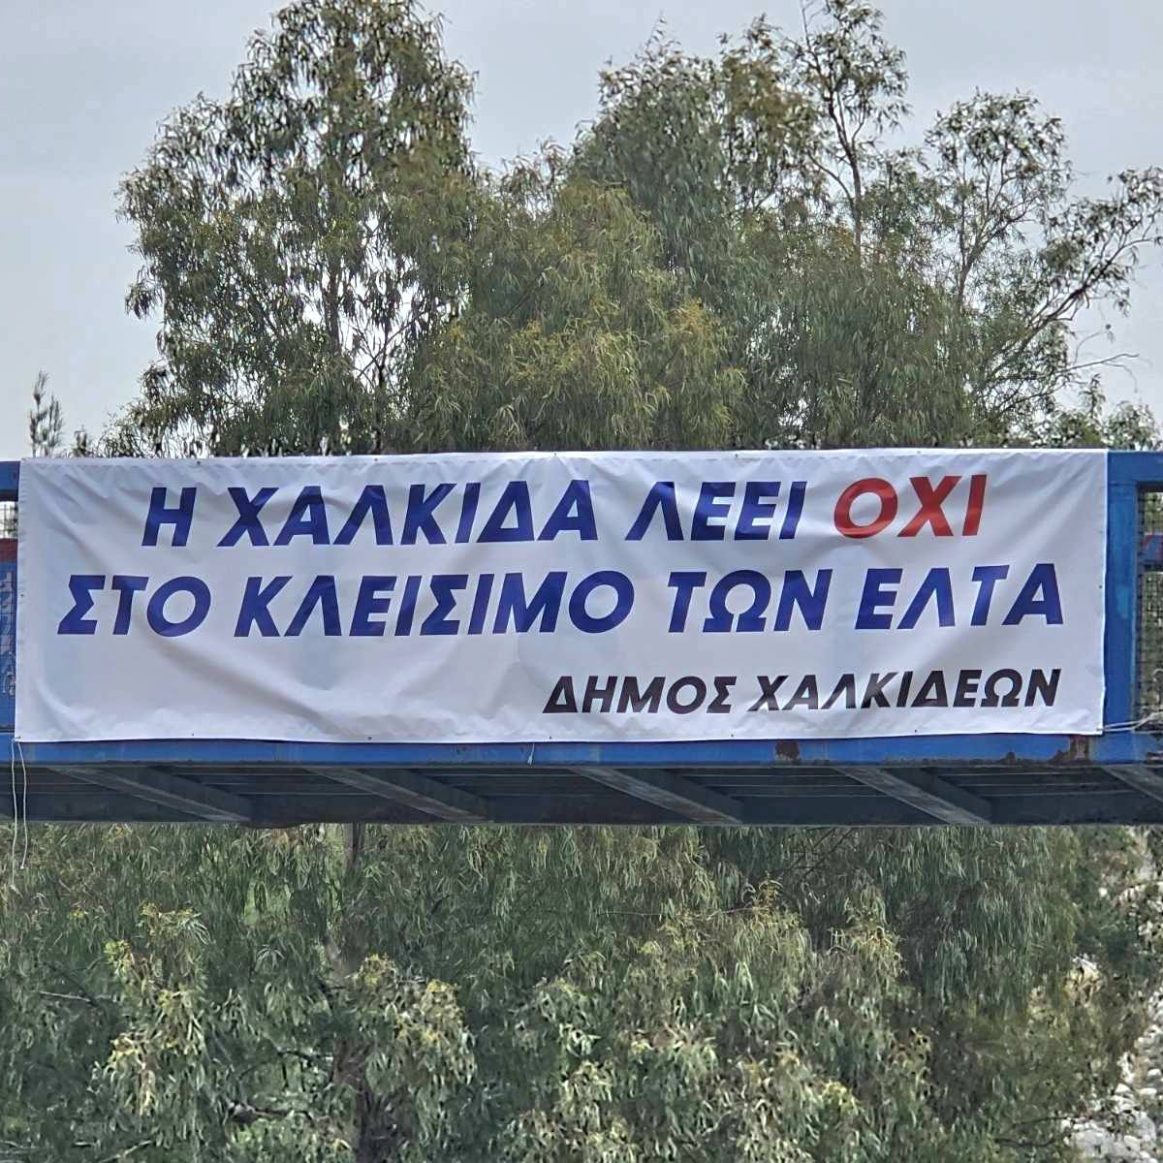 Η ΧΑΛΚΙΔΑ ΛΕΕΙ ΟΧΙ
ΣΤΟ ΚΛΕΙΣΙΜΟ ΤΩΝ ΕΛΤΑ
ΔΗΜΟΣ ΧΑΛΚΙΔΕΩΝ